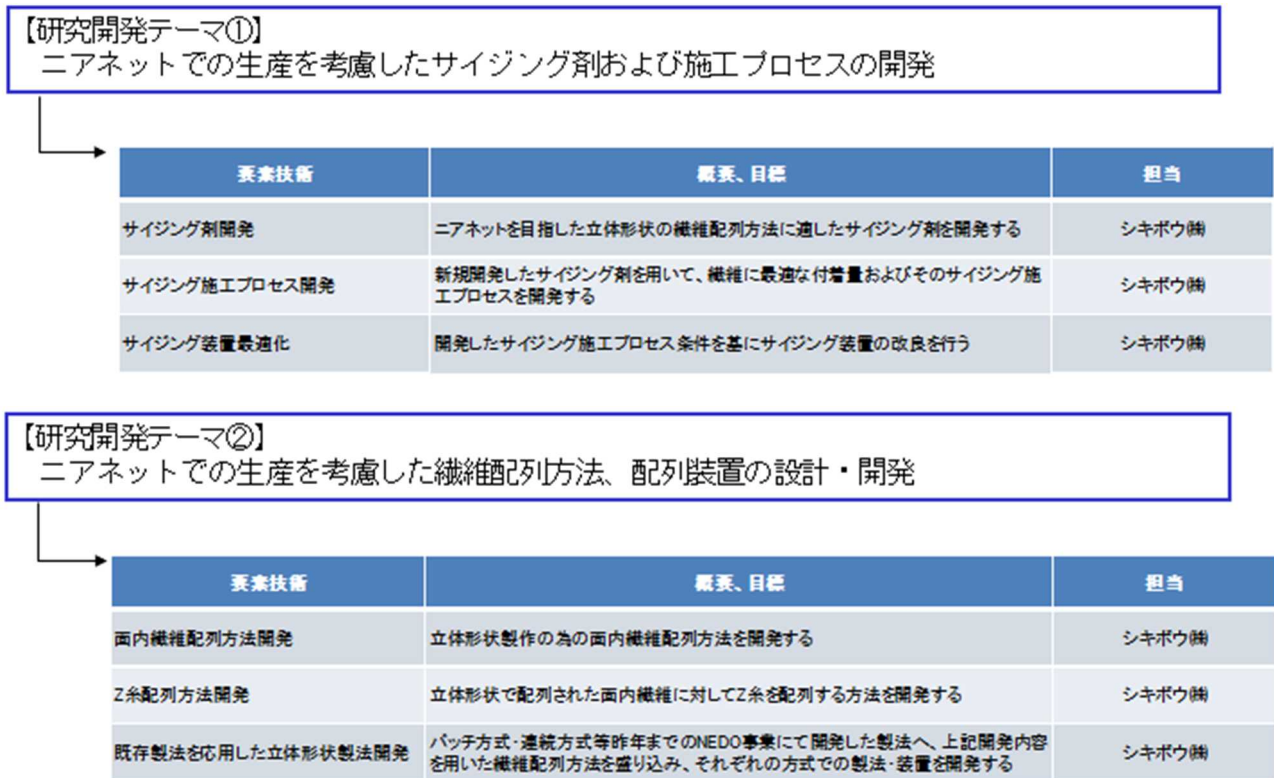 【研究開発テーマ①】
ニアネットでの生産を考慮したサイジング剤および施工プロセスの開発
要素技術 概要、目標 担当
サイジング剤開発 ニアネットを目指した立体形状の繊維配列方法に適したサイジング剤を開発する シキボウ㈱
サイジング施工プロセス開発 新規開発したサイジング剤を用いて、繊維に最適な付着量およびそのサイジング施
工プロセスを開発する シキボウ㈱
サイジング装置最適化 開発したサイジング施工プロセス条件を基にサイジング装置の改良を行う シキボウ㈱
【研究開発テーマ②】
ニアネットでの生産を考慮した繊維配列方法、配列装置の設計・開発
要素技術 概要、目標 担当
面内繊維配列方法開発 立体形状製作の為の面内繊維配列方法を開発する シキボウ㈱
Z糸配列方法開発 立体形状で配列された面内繊維に対してZ糸を配列する方法を開発する シキボウ㈱
既存製法を応用した立体形状製法開発 バッチ方式・連続方式等昨年までのNEDO事業にて開発した製法へ、上記開発内容
を用いた繊維配列方法を盛り込み、それぞれの方式での製法・装置を開発する シキボウ㈱